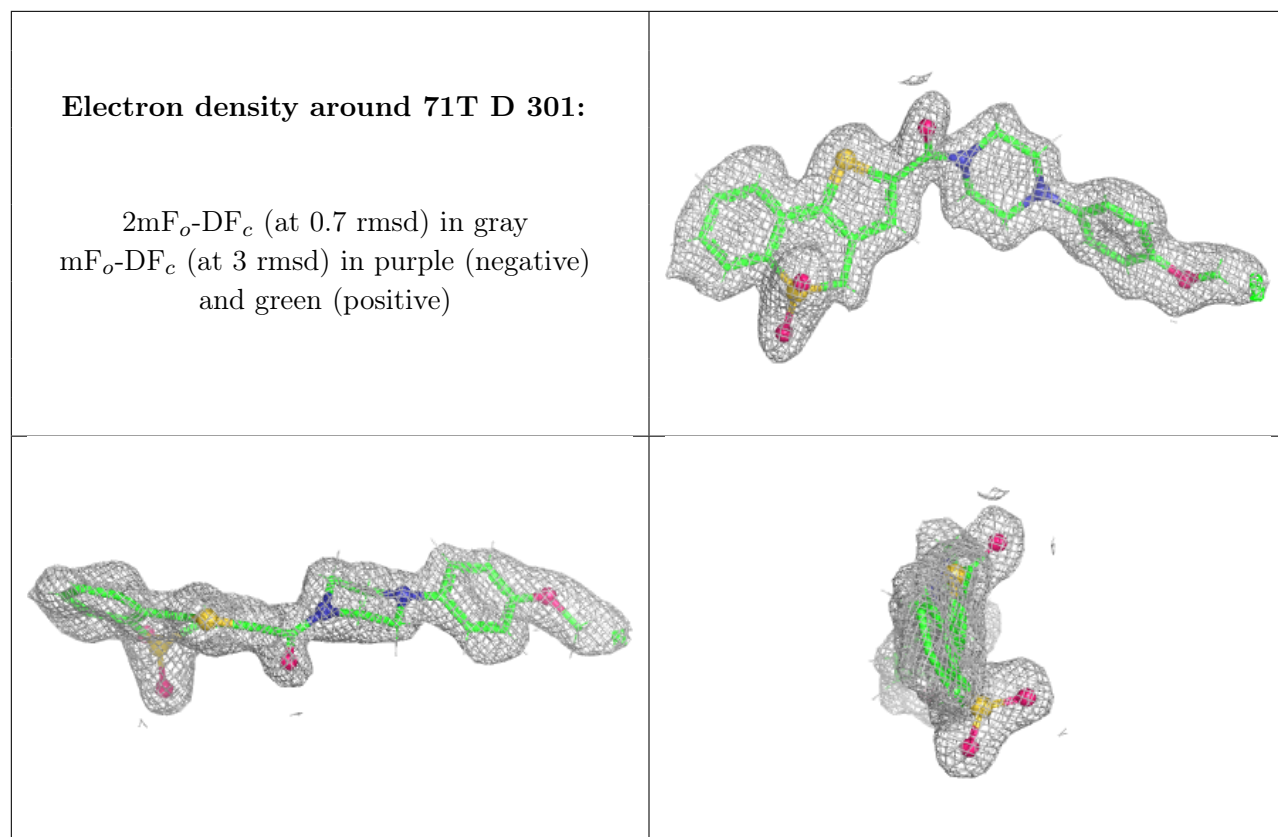 Electron density around 71T D 301:
2mFo-DFc (at 0.7 rmsd) in gray
mFo-DFc (at 3 rmsd) in purple (negative)
and green (positive)